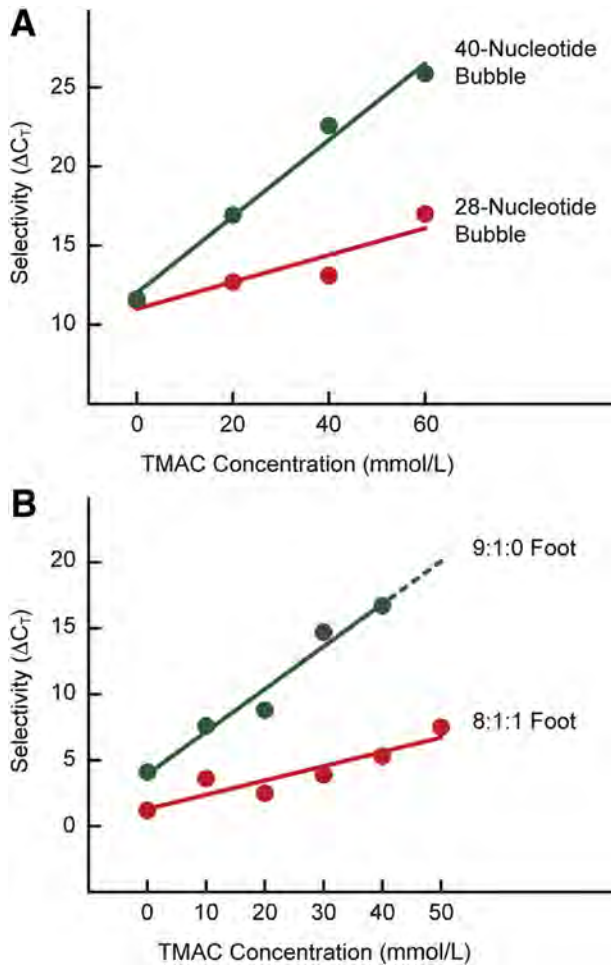 A
40-Nucleotide
Bubble
25
20
Selectivity (ΔCT)
28-Nucleotide
Bubble
15
10
0 20 40 60
TMAC Concentration (mmol/L)
B
9:1:0 Foot
20
15
Selectivity (ΔCT)
10
8:1:1 Foot
5
0
0 10 20 30 40 50
TMAC Concentration (mmol/L)